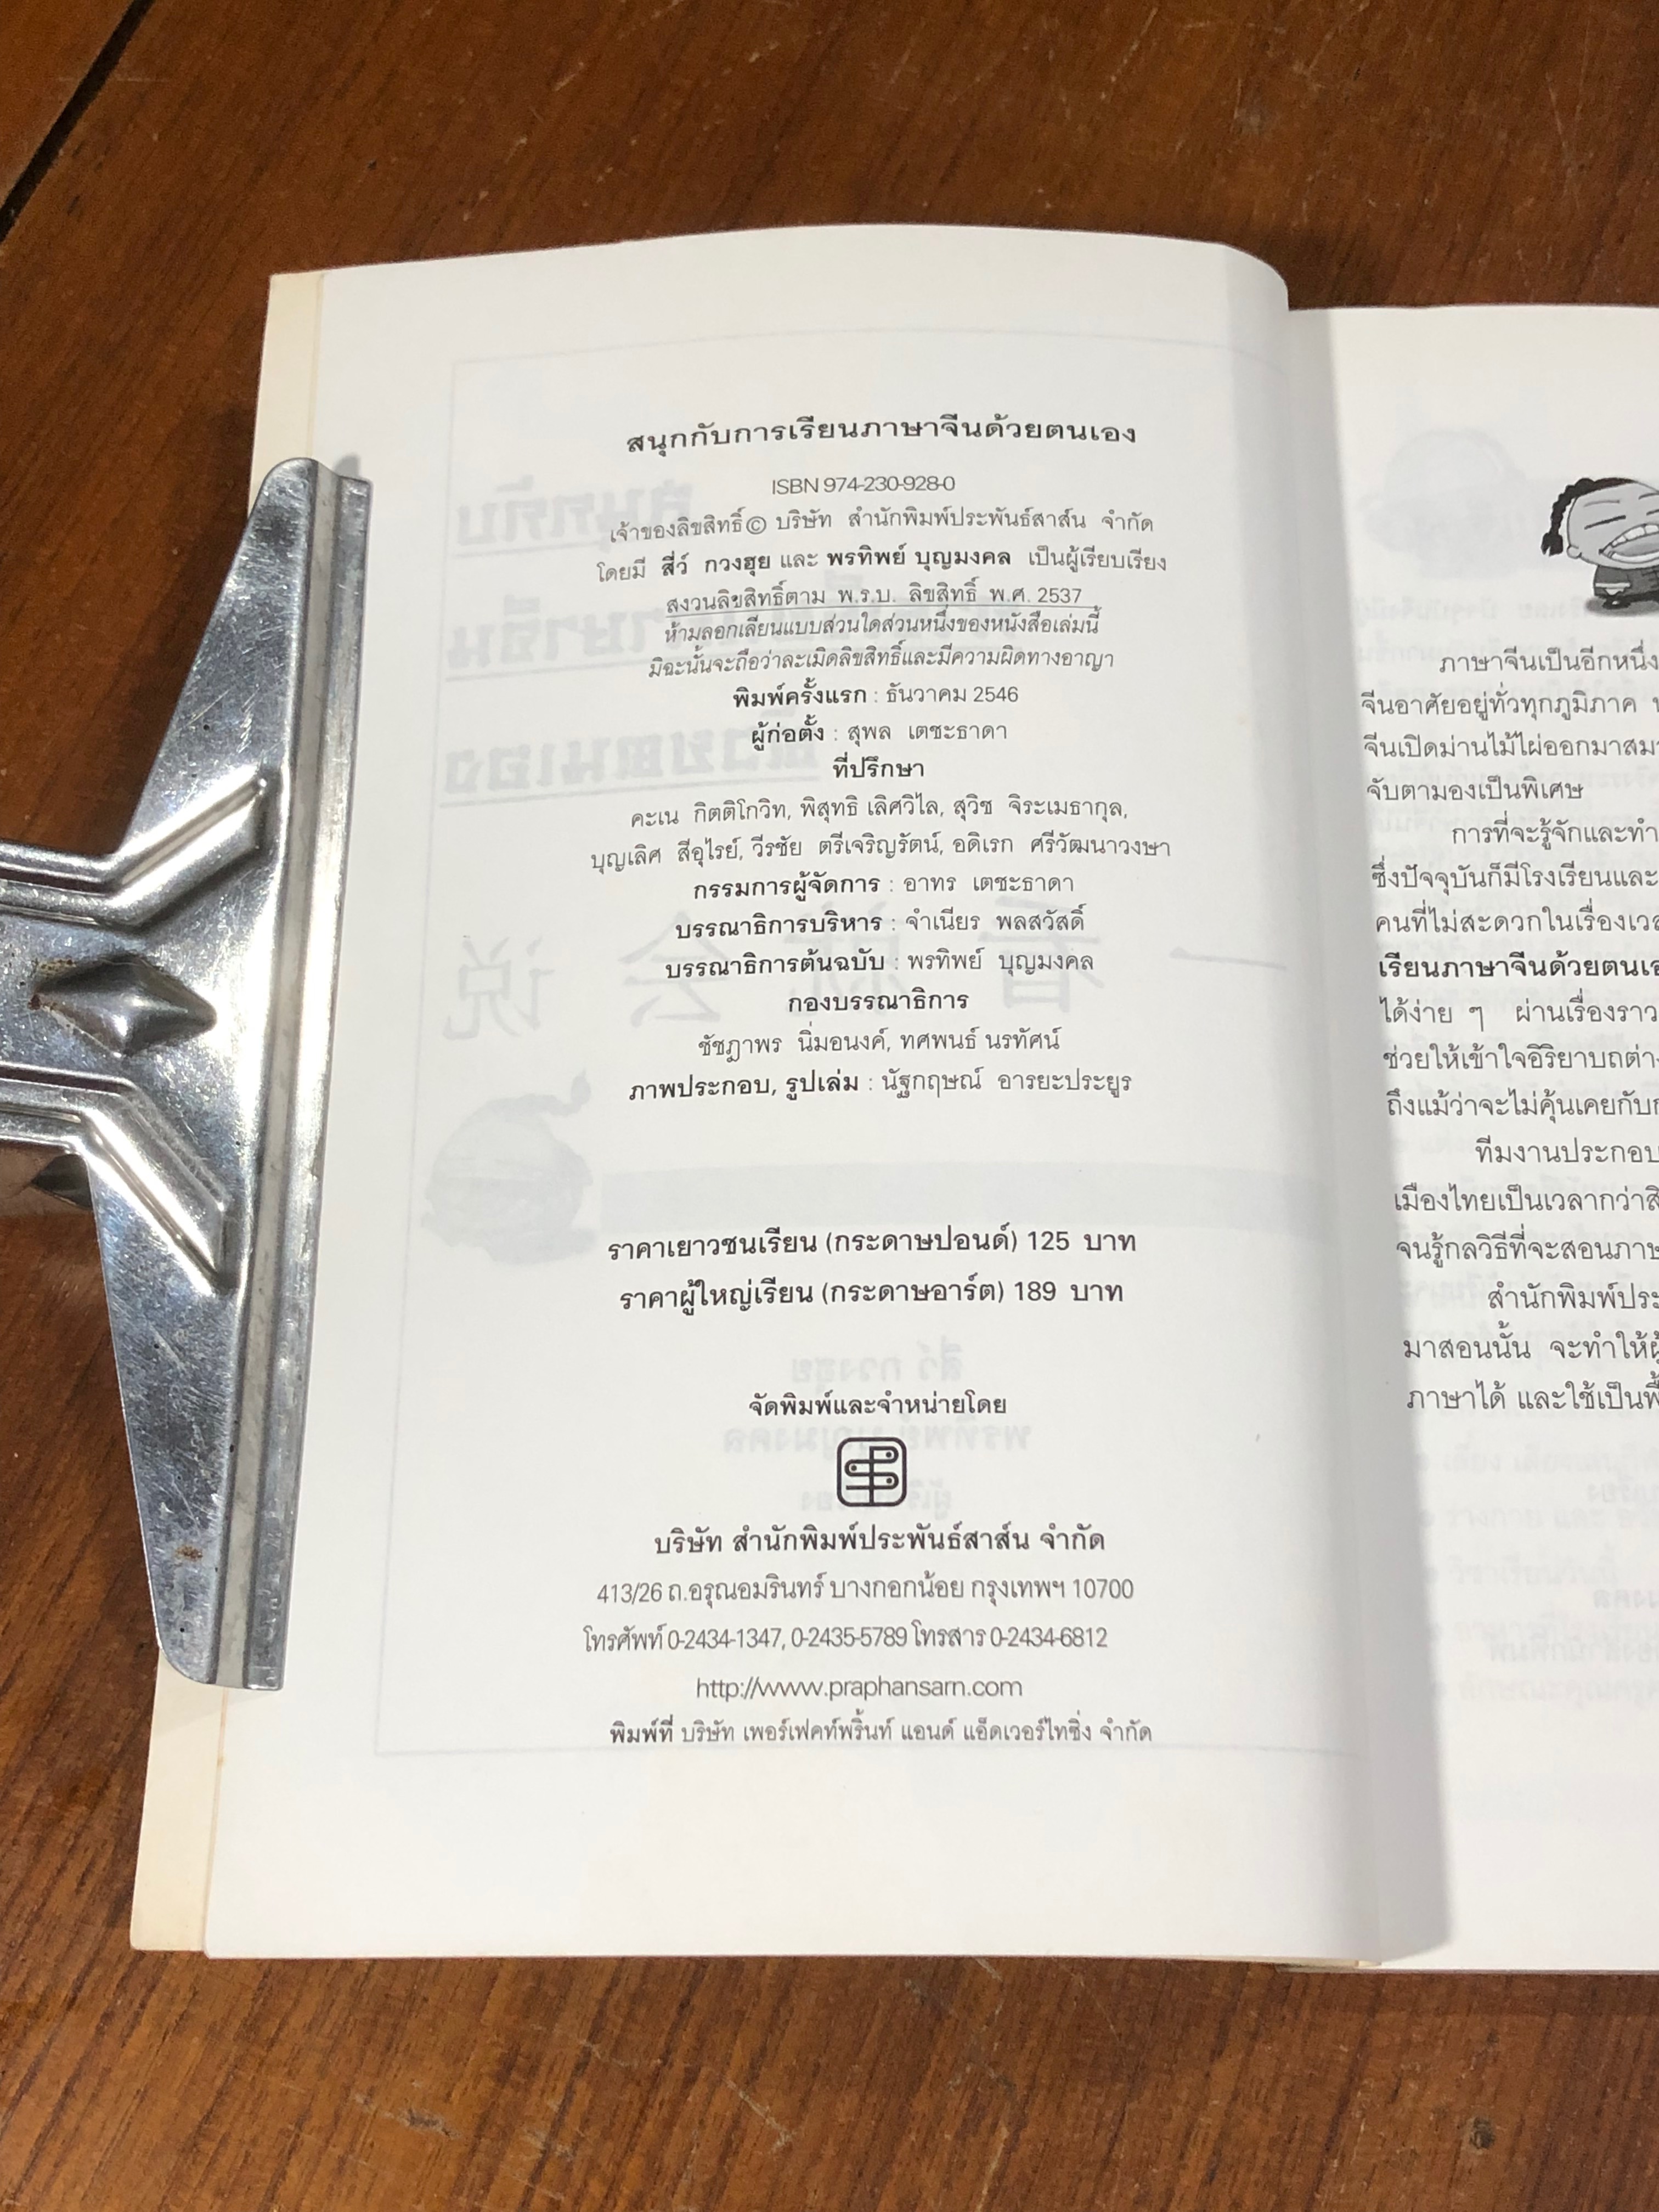 สนุกกับการเรียนภาษาจีนด้วยตนเอง
ISBN 974-230-928-0
เจ้าของลิขสิทธิ์© บริษัท สำนักพิมพ์ประพันธ์สาส์น จำกัด
โดยมี สี่ว์ กวงฮุย และ พรทิพย์ บุญมงคล เป็นผู้เรียบเรียง
สงวนลิขสิทธิ์ตาม พ.ร.บ. ลิขสิทธิ์ พ.ศ. 2537
ห้ามลอกเลียนแบบส่วนใดส่วนหนึ่งของหนังสือเล่มนี้
มิฉะนั้นจะถือว่าละเมิดลิขสิทธิ์และมีความผิดทางอาญา
พิมพ์ครั้งแรก : ธันวาคม 2546
ผู้ก่อตั้ง : สุพล เตชะธาดา
ที่ปรึกษา
คะเน กิตติโกวิท, พิสุทธิ เลิศวิไล, สุวิช จิระเมธากุล,
บุญเลิศ สีอุไรย์, วีรชัย ตรีเจริญรัตน์, อดิเรก ศรีวัฒนาวงษา
กรรมการผู้จัดการ : อาทร เตชะธาดา
บรรณาธิการบริหาร : จำเนียร พลสวัสดิ์
บรรณาธิการต้นฉบับ : พรทิพย์ บุญมงคล
กองบรรณาธิการ
ชัชฎาพร นิ่มอนงค์, ทศพนธ์ นรทัศน์
ภาพประกอบ, รูปเล่ม : นัฐกฤษณ์ อารยะประยูร
ราคาเยาวชนเรียน (กระดาษปอนด์) 125 บาท
ราคาผู้ใหญ่เรียน (กระดาษอาร์ต) 189 บาท
จัดพิมพ์และจำหน่ายโดย
บริษัท สำนักพิมพ์ประพันธ์สาส์น จำกัด
413/26 ถ.อรุณอมรินทร์ บางกอกน้อย กรุงเทพฯ 10700
โทรศัพท์ 0-2434-1347, 0-2435-5789 โทรสาร 0-2434-6812
http://www.praphansarn.com
พิมพ์ที่ บริษัท เพอร์เฟคท์พริ้นท์ แอนด์ แอ็ดเวอร์ไทซิ่ง จำกัด
ภาษาจีนเป็นอีกหนึ่ง
จีนอาศัยอยู่ทั่วทุกภูมิภาค
จีนเปิดม่านไม้ไผ่ออกมาสม
จับตามองเป็นพิเศษ
การที่จะรู้จักและทำ
ซึ่งปัจจุบันก็มีโรงเรียนและ
คนที่ไม่สะดวกในเรื่องเวล
เรียนภาษาจีนด้วยตนเอ
ได้ง่าย ๆ ผ่านเรื่องราว
ช่วยให้เข้าใจอิริยาบถต่าง
ถึงแม้ว่าจะไม่คุ้นเคยกับ
ทีมงานประกอบ
เมืองไทยเป็นเวลากว่าสิ
จนรู้กลวิธีที่จะสอนภาษ
สำนักพิมพ์ประ
มาสอนนั้น จะทำให้ผู้
ภาษาได้ และใช้เป็นพื้